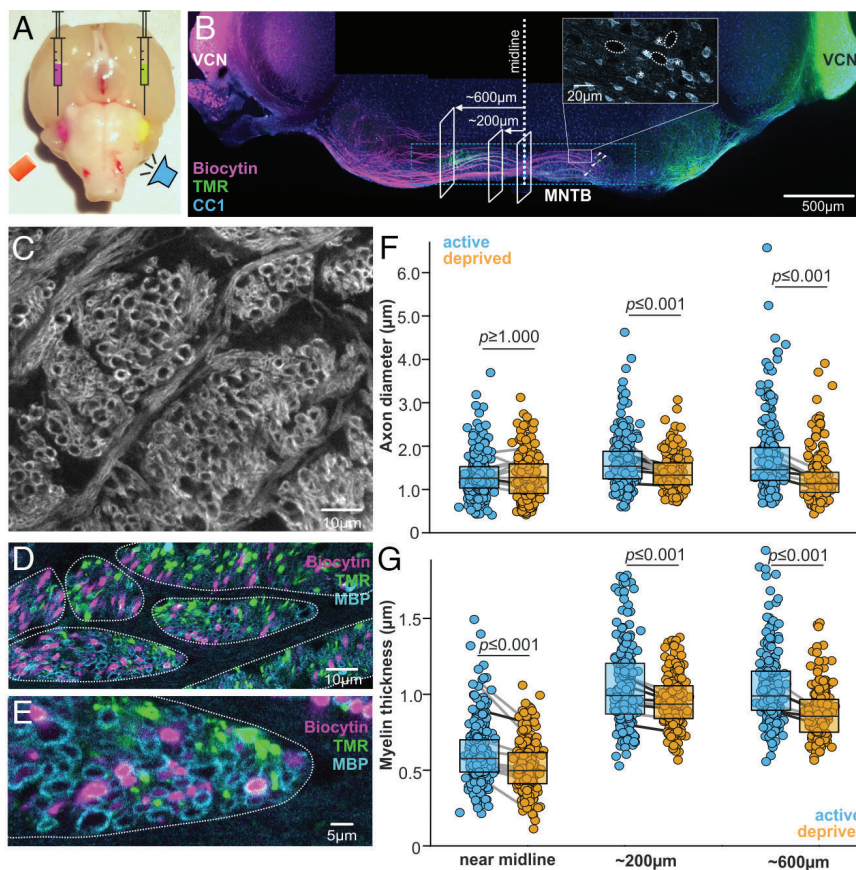 A
B
VCN
midline
20µm
VCN
~600µm
~200µm
Biocytin
TMR
CC1
MNTB
500µm
C
10µm
D
Biocytin
TMR
MBP
10µm
E
Biocytin
TMR
MBP
5µm
F
active
deprived
Axon diameter (µm)
6.0
5.0
4.0
3.0
2.0
1.0
0
p≥1.000
p≤0.001
p≤0.001
G
Myelin thickness (µm)
1.5
1.0
0.5
0
p≤0.001
p≤0.001
p≤0.001
active
deprived
near midline
~200µm
~600µm